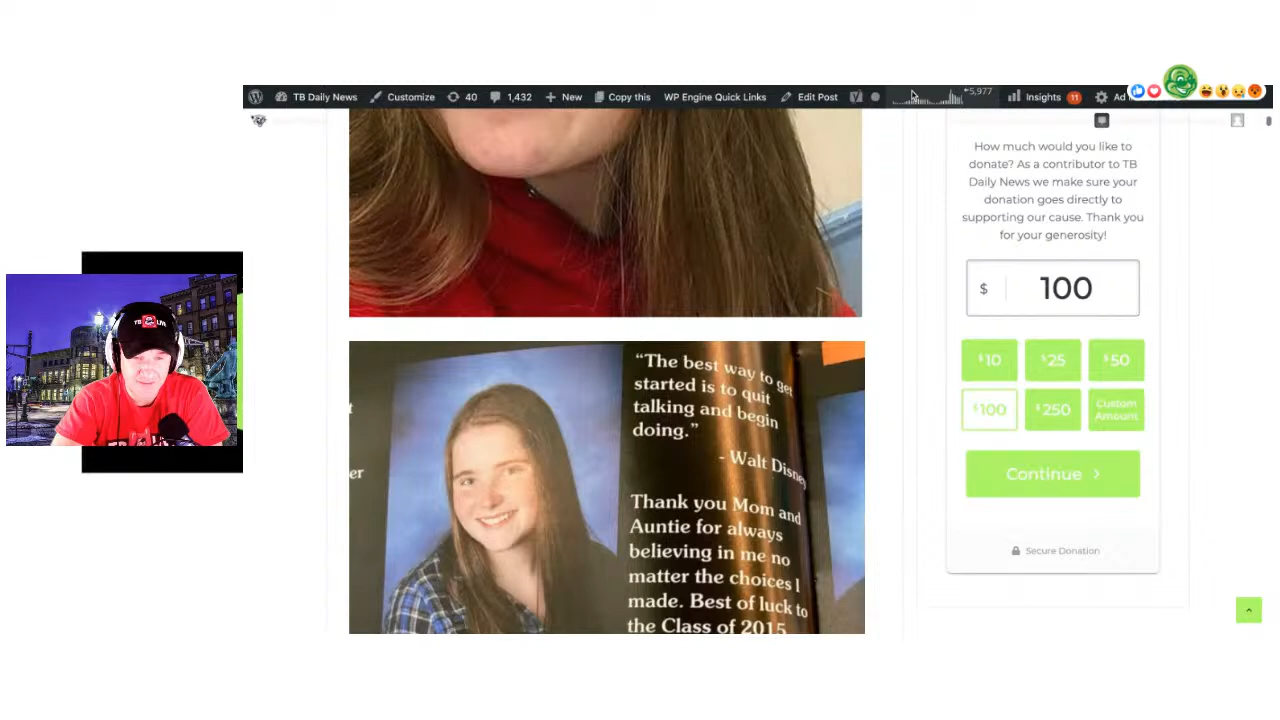 TB Daily News
Customize
40
1,432
New
Copy this
WP Engine Quick Links
Edit Post
5,977
Insights
11
Ad
How much would you like to
donate? As a contributor to TB
Daily News we make sure your
donation goes directly to
supporting our cause. Thank you
for your generosity!
$ 100
$10
$25
$50
$100
$250
Custom
Amount
Continue
Secure Donation
“The best way to get
started is to quit
talking and begin
doing.”
- Walt Disney
Thank you Mom and
Auntie for always
believing in me no
matter the choices I
made. Best of luck to
the Class of 2015
t
er